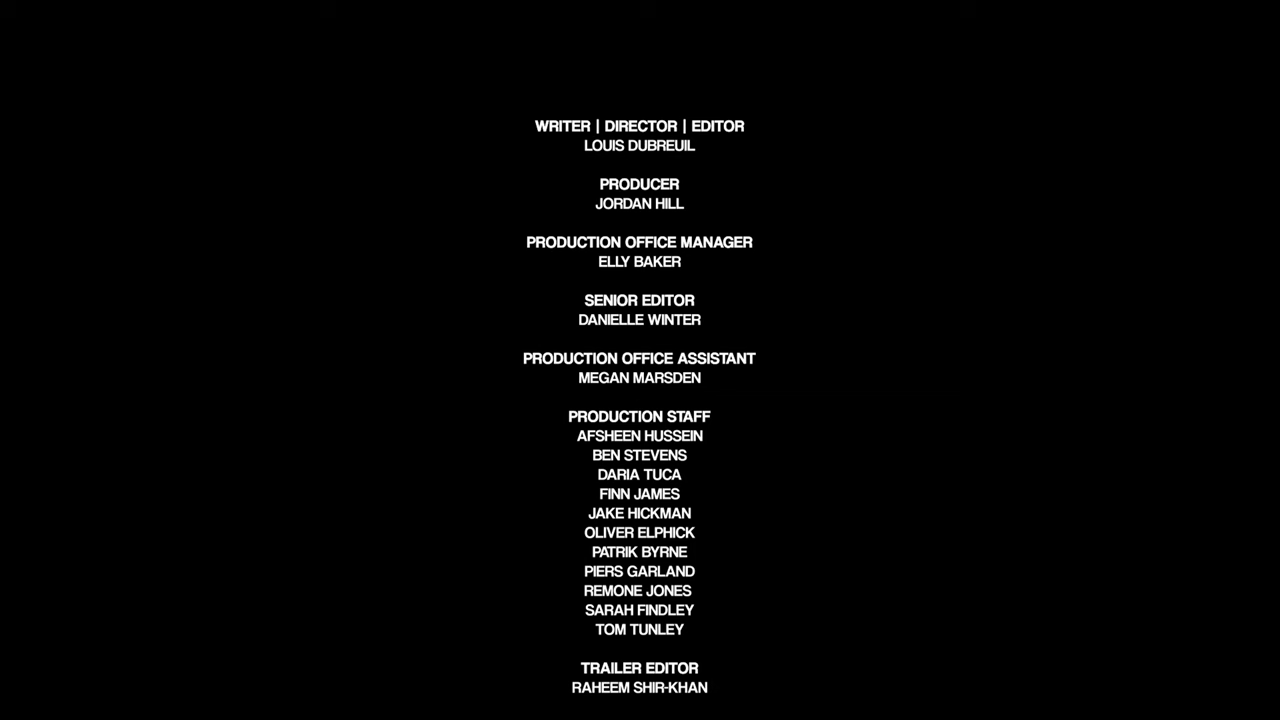 WRITER | DIRECTOR | EDITOR
LOUIS DUBREUIL
PRODUCER
JORDAN HILL
PRODUCTION OFFICE MANAGER
ELLY BAKER
SENIOR EDITOR
DANIELLE WINTER
PRODUCTION OFFICE ASSISTANT
MEGAN MARSDEN
PRODUCTION STAFF
AFSHEEN HUSSEIN
BEN STEVENS
DARIA TUCA
FINN JAMES
JAKE HICKMAN
OLIVER ELPHICK
PATRIK BYRNE
PIERS GARLAND
REMONE JONES
SARAH FINDLEY
TOM TUNLEY
TRAILER EDITOR
RAHEEM SHIR-KHAN